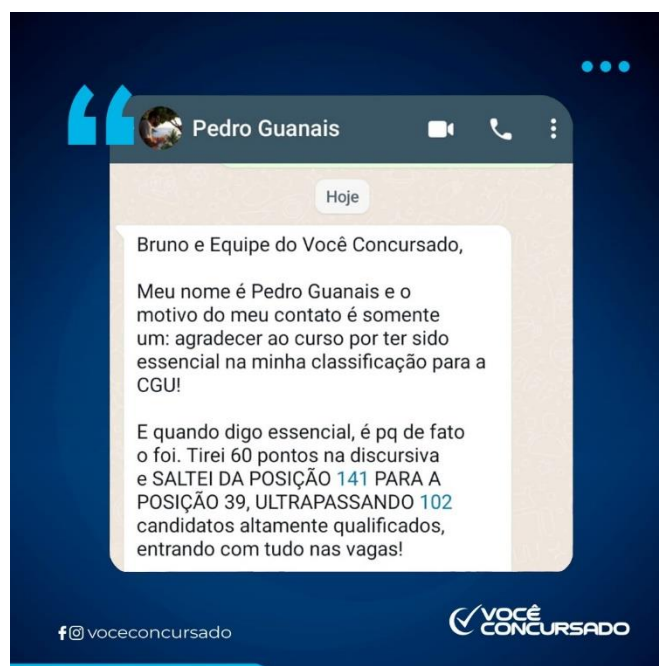 Pedro Guanais
Hoje
Bruno e Equipe do Você Concursado,
Meu nome é Pedro Guanais e o
motivo do meu contato é somente
um: agradecer ao curso por ter sido
essencial na minha classificação para a
CGU!
E quando digo essencial, é pq de fato
o foi. Tirei 60 pontos na discursiva
e SALTEI DA POSIÇÃO 141 PARA A
POSIÇÃO 39, ULTRAPASSANDO 102
candidatos altamente qualificados,
entrando com tudo nas vagas!
voceconcursado
VOCÊ
CONCURSADO